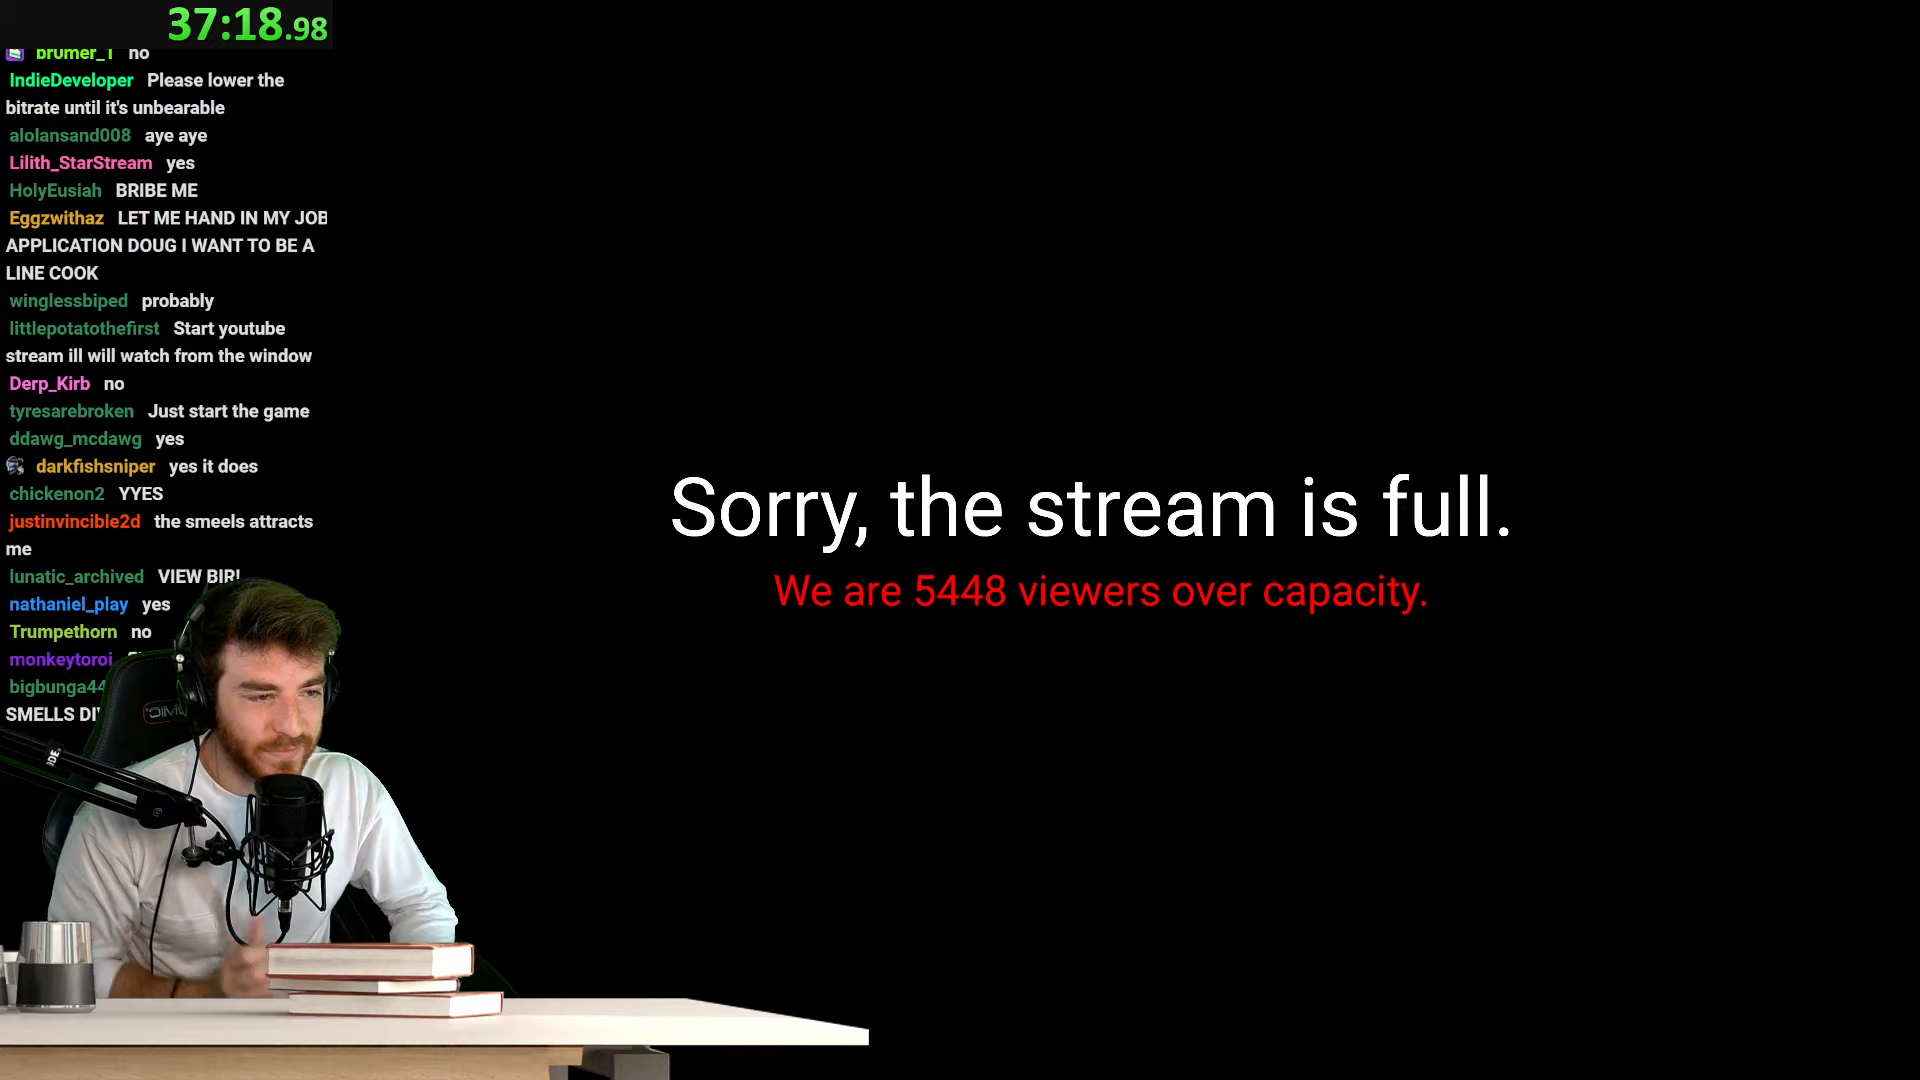 37:18.98
br0mer_1 no
IndieDeveloper Please lower the
bitrate until it's unbearable
alolansand008 aye aye
Lilith_StarStream yes
HolyEusiah BRIBE ME
Eggzwithaz LET ME HAND IN MY JOB
APPLICATION DOUG I WANT TO BE A
LINE COOK
winglessbiped probably
littlepotatothefirst Start youtube
stream ill will watch from the window
Derp_Kirb no
tyresarebroken Just start the game
ddawg_mcdawg yes
darkfishsniper yes it does
chickenon2 YYES
justinvincible2d the smeels attracts
me
lunatic_archived VIEW
nathaniel_play yes
Trumpethorn no
monkeytoroi
bigbunga44
SMELLS
Sorry, the stream is full.
We are 5448 viewers over capacity.